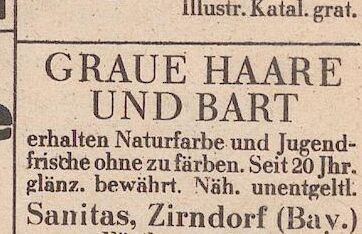 Illustr. Katal. grat.
GRAUE HAARE
UND BART
erhalten Naturfarbe und Jugend-
frische ohne zu färben. Seit 20 Jhr.
glänz. bewährt. Näh. unentgeltl.
Sanitas, Zirndorf (Bay.)